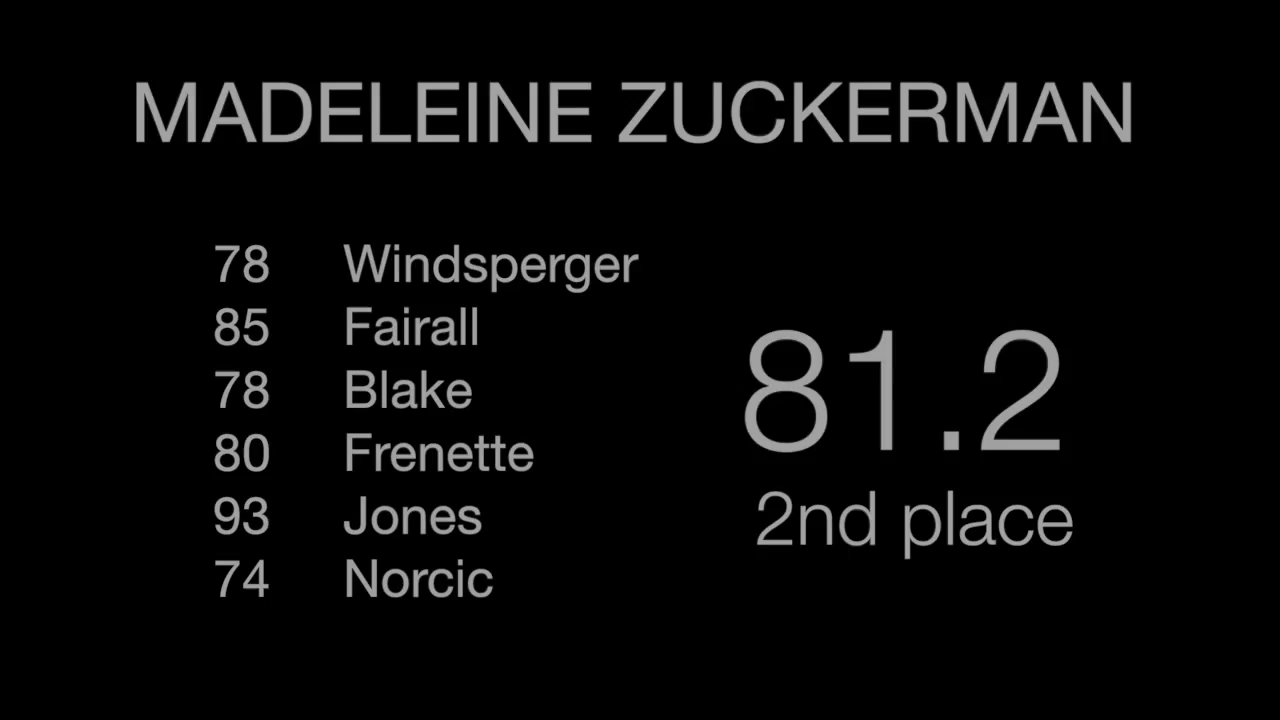 MADELEINE ZUCKERMAN
78 Windsperger
85 Fairall
78 Blake
80 Frenette
93 Jones
74 Norcic
81.2
2nd place